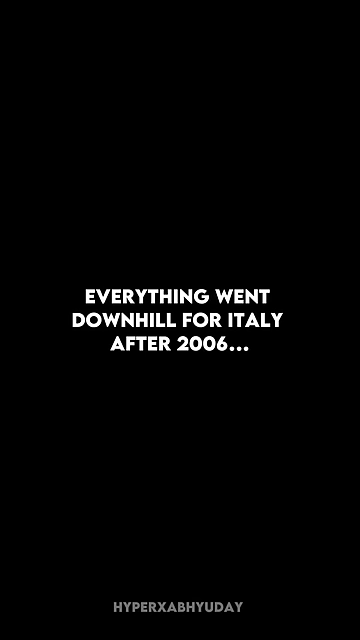 EVERYTHING WENT
DOWNHILL FOR ITALY
AFTER 2006...
HYPERXABHYUDAY